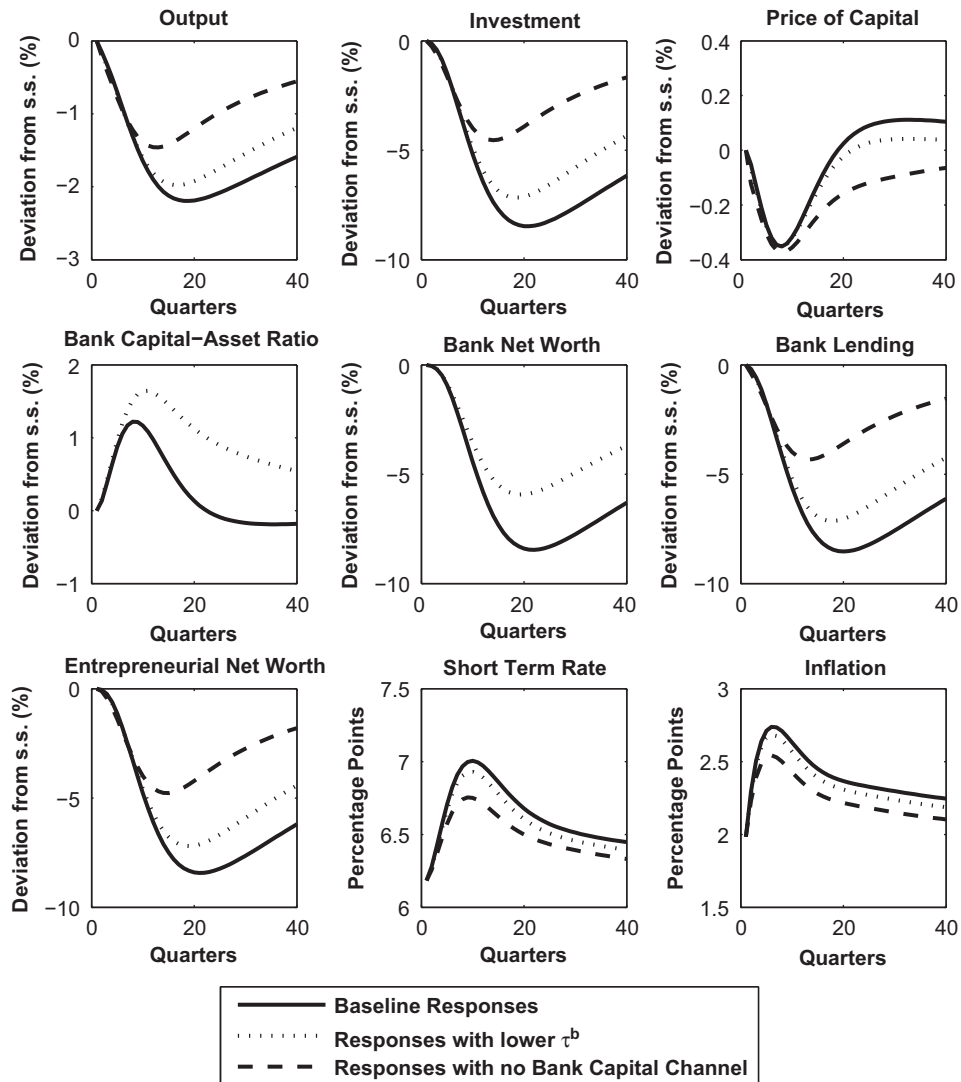 Output
Deviation from s.s. (%)
0
−1
−2
−3
0 20 40
Quarters
Investment
Deviation from s.s. (%)
0
−5
−10
0 20 40
Quarters
Price of Capital
Deviation from s.s. (%)
0.4
0.2
0
−0.2
−0.4
0 20 40
Quarters
Bank Capital−Asset Ratio
Deviation from s.s. (%)
2
1
0
−1
0 20 40
Quarters
Bank Net Worth
Deviation from s.s. (%)
0
−5
−10
0 20 40
Quarters
Bank Lending
Deviation from s.s. (%)
0
−5
−10
0 20 40
Quarters
Entrepreneurial Net Worth
Deviation from s.s. (%)
0
−5
−10
0 20 40
Quarters
Short Term Rate
Percentage Points
7.5
7
6.5
6
0 20 40
Quarters
Inflation
Percentage Points
3
2.5
2
1.5
0 20 40
Quarters
Baseline Responses
Responses with lower τᵇ
Responses with no Bank Capital Channel